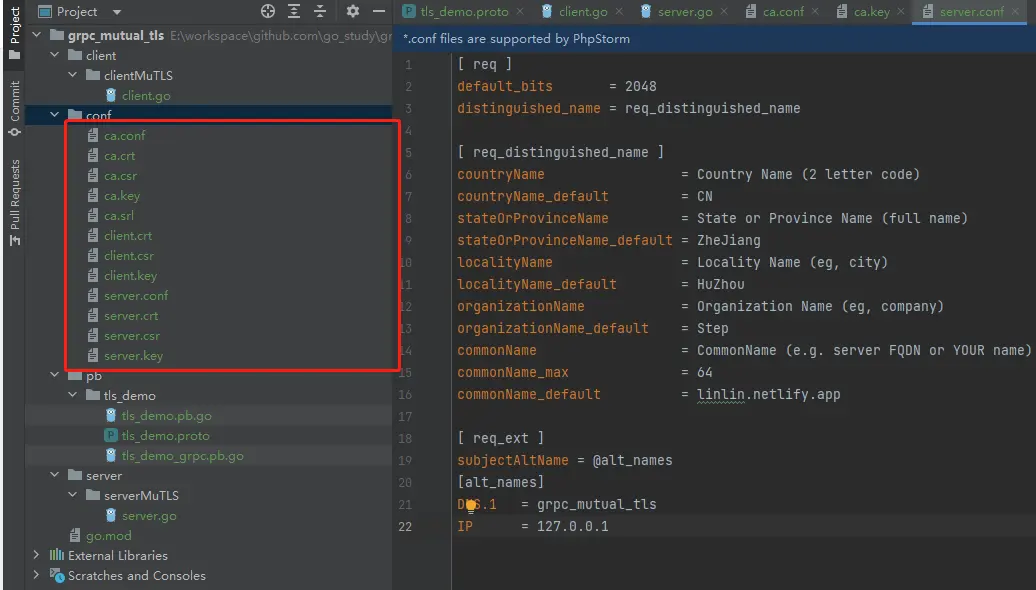 Project
Commit
Pull Requests
Project
grpc_mutual_tls E:\workspace\github.com\go_study\gr
client
clientMuTLS
client.go
conf
ca.conf
ca.crt
ca.csr
ca.key
ca.srl
client.crt
client.csr
client.key
server.conf
server.crt
server.csr
server.key
pb
tls_demo
tls_demo.pb.go
tls_demo.proto
tls_demo_grpc.pb.go
server
serverMuTLS
server.go
go.mod
External Libraries
Scratches and Consoles
tls_demo.proto client.go server.go ca.conf ca.key server.conf
*.conf files are supported by PhpStorm
1 [ req ]
2 default_bits = 2048
3 distinguished_name = req_distinguished_name
4
5 [ req_distinguished_name ]
6 countryName = Country Name (2 letter code)
7 countryName_default = CN
8 stateOrProvinceName = State or Province Name (full name)
9 stateOrProvinceName_default = ZheJiang
10 localityName = Locality Name (eg, city)
11 localityName_default = HuZhou
12 organizationName = Organization Name (eg, company)
13 organizationName_default = Step
14 commonName = CommonName (e.g. server FQDN or YOUR name)
15 commonName_max = 64
16 commonName_default = linlin.netlify.app
17
18 [ req_ext ]
19 subjectAltName = @alt_names
20 [alt_names]
21 DNS.1 = grpc_mutual_tls
22 IP = 127.0.0.1